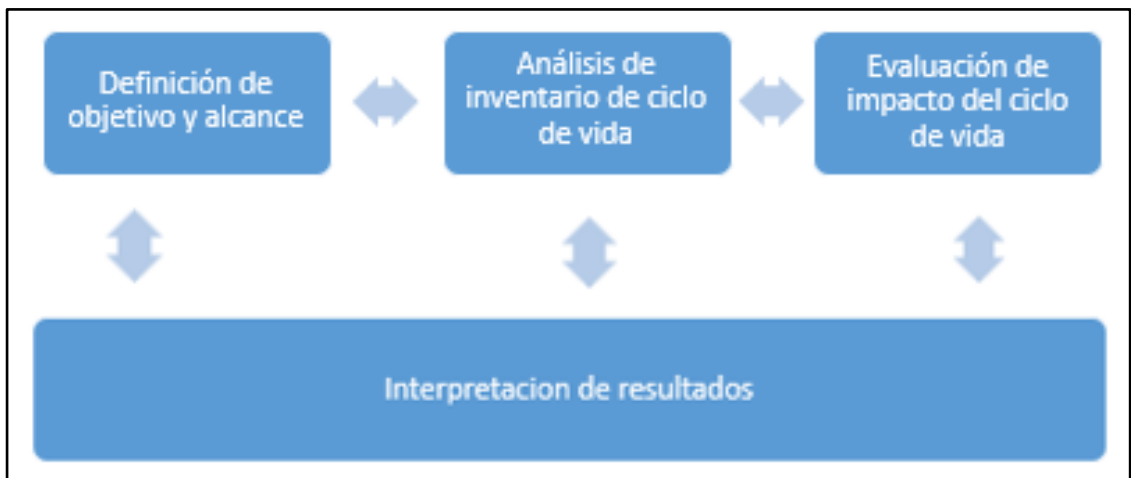 Definición de
objetivo y alcance
Análisis de
inventario de ciclo
de vida
Evaluación de
impacto del ciclo
de vida
Interpretacion de resultados